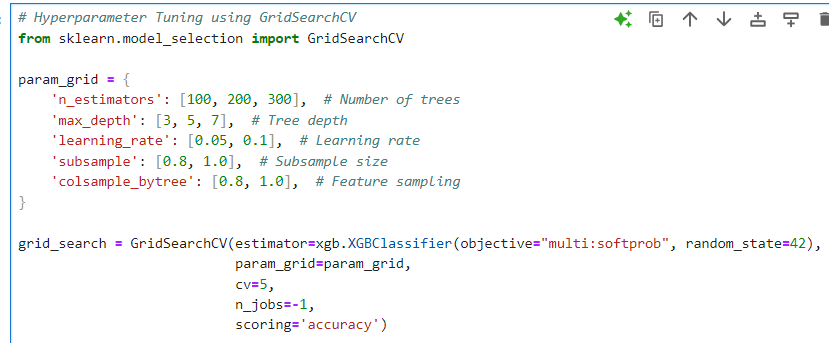 # Hyperparameter Tuning using GridSearchCV
from sklearn.model_selection import GridSearchCV
param_grid = {
    'n_estimators': [100, 200, 300],  # Number of trees
    'max_depth': [3, 5, 7],  # Tree depth
    'learning_rate': [0.05, 0.1],  # Learning rate
    'subsample': [0.8, 1.0],  # Subsample size
    'colsample_bytree': [0.8, 1.0],  # Feature sampling
}
grid_search = GridSearchCV(estimator=xgb.XGBClassifier(objective="multi:softprob", random_state=42),
                           param_grid=param_grid,
                           cv=5,
                           n_jobs=-1,
                           scoring='accuracy')